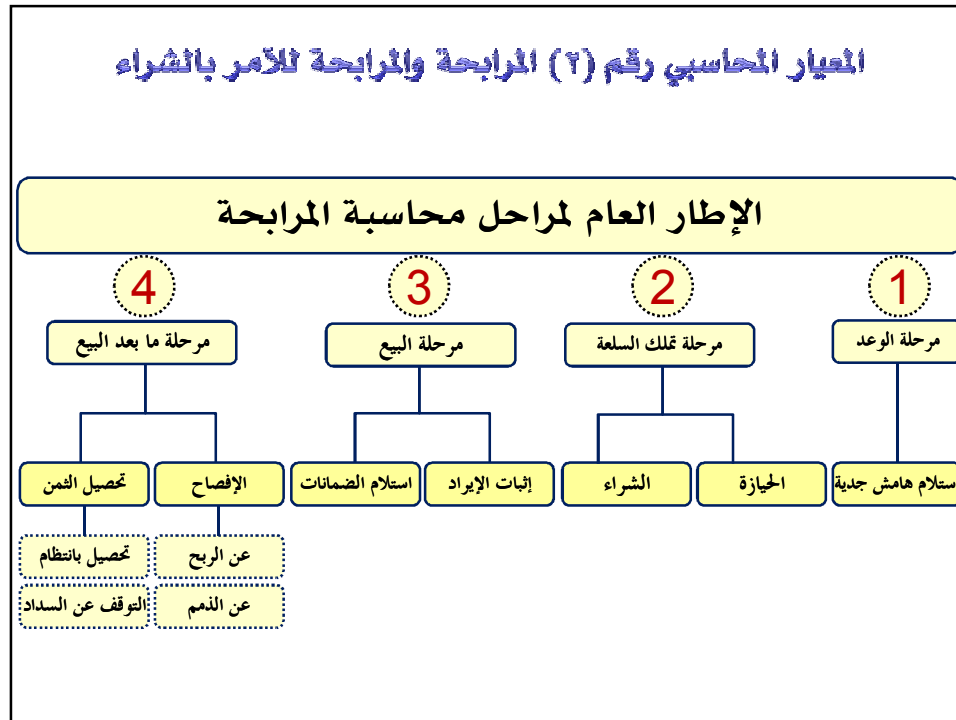 المعيار المحاسبي رقم (٢) المرابحة والمرابحة للآمر بالشراء
الإطار العام لمراحل محاسبة المرابحة
1
2
3
4
مرحلة الوعد
مرحلة تملك السلعة
مرحلة البيع
مرحلة ما بعد البيع
ستلام هامش جدية
الحيازة
الشراء
إثبات الإيراد
استلام الضمانات
الإفصاح
تحصيل الثمن
عن الربح
تحصيل بانتظام
عن الذمم
التوقف عن السداد